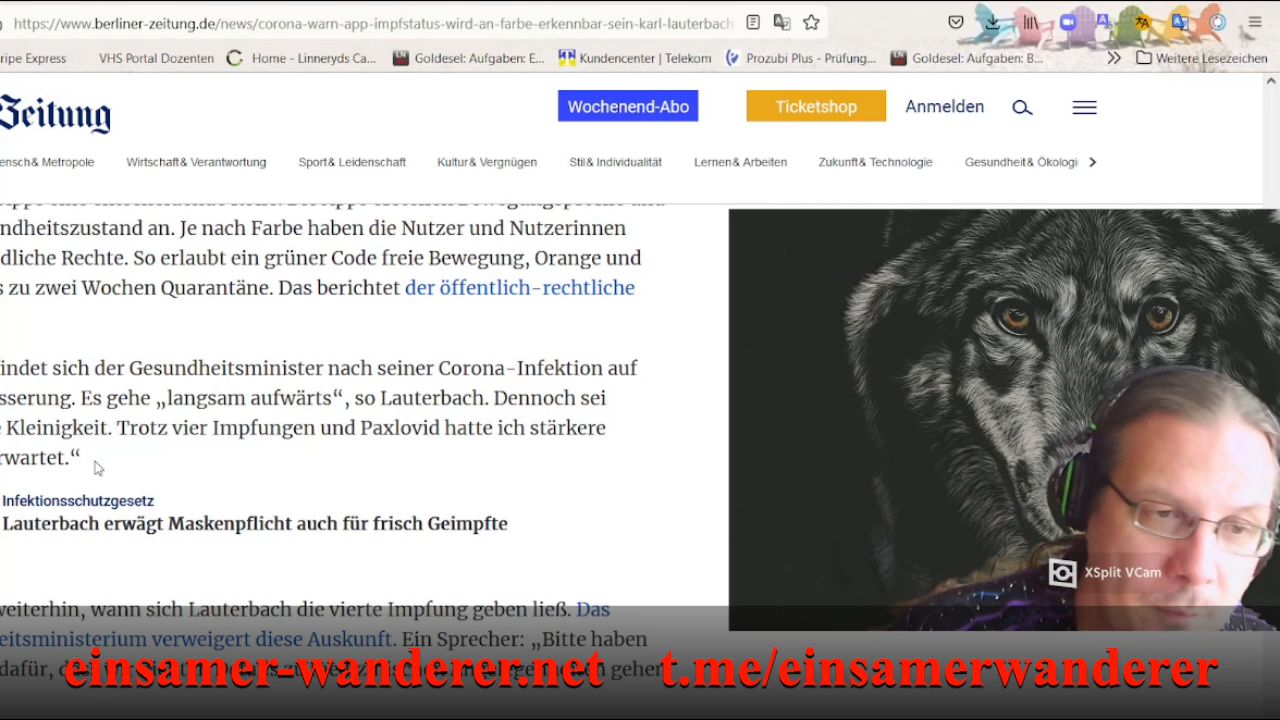 https://www.berliner-zeitung.de/news/corona-warn-app-impfstatus-wird-an-farbe-erkennbar-sein-karl-lauterbach
ripe Express
VHS Portal Dozenten
Home - Linneryds Ca...
Goldesel: Aufgaben: E...
Kundencenter | Telekom
Prozubi Plus - Prüfung...
Goldesel: Aufgaben: B...
Weitere Lesezeichen
Zeitung
Wochenend-Abo
Ticketshop
Anmelden
ensch & Metropole
Wirtschaft & Verantwortung
Sport & Leidenschaft
Kultur & Vergnügen
Stil & Individualität
Lernen & Arbeiten
Zukunft & Technologie
Gesundheit & Ökologi
ndheitszustand an. Je nach Farbe haben die Nutzer und Nutzerinnen
dliche Rechte. So erlaubt ein grüner Code freie Bewegung, Orange und
s zu zwei Wochen Quarantäne. Das berichtet der öffentlich-rechtliche
indet sich der Gesundheitsminister nach seiner Corona-Infektion auf
sserung. Es gehe „langsam aufwärts“, so Lauterbach. Dennoch sei
e Kleinigkeit. Trotz vier Impfungen und Paxlovid hatte ich stärkere
rwartet.“
Infektionsschutzgesetz
Lauterbach erwägt Maskenpflicht auch für frisch Geimpfte
XSplit VCam
weiterhin, wann sich Lauterbach die vierte Impfung geben ließ. Das
eitsministerium verweigert diese Auskunft. Ein Sprecher: „Bitte haben
dafür, gehen
einsamer-wanderer.net t.me/einsamerwanderer